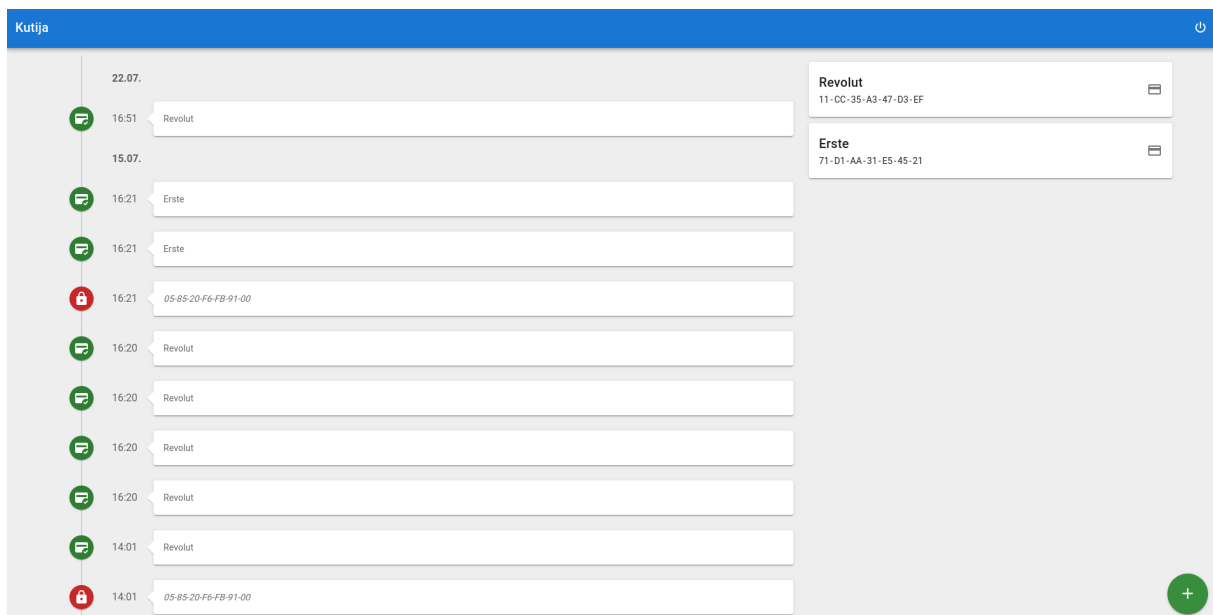 Kutija
22.07.
16:51 Revolut
15.07.
16:21 Erste
16:21 Erste
16:21 05-85-20-F6-FB-91-00
16:20 Revolut
16:20 Revolut
16:20 Revolut
16:20 Revolut
14:01 Revolut
14:01 05-85-20-F6-FB-91-00
Revolut
11-CC-35-A3-47-D3-EF
Erste
71-D1-AA-31-E5-45-21